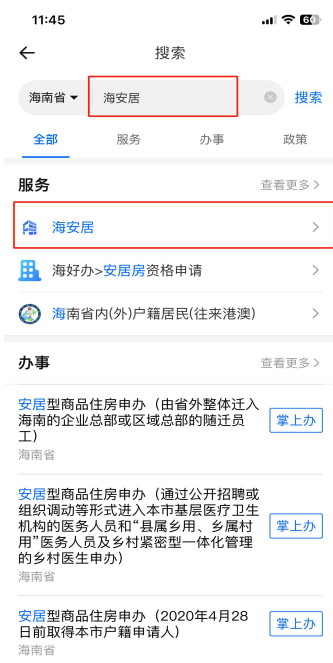 11:45
60
搜索
海南省
海安居
搜索
全部
服务
办事
政策
服务
查看更多
海安居
海好办>安居房资格申请
海南省内(外)户籍居民(往来港澳)
办事
查看更多
安居型商品住房申办（由省外整体迁入
海南的企业总部或区域总部的随迁员
工）
掌上办
海南省
安居型商品住房申办（通过公开招聘或
组织调动等形式进入本市基层医疗卫生
机构的医务人员和“县属乡用、乡属村
用”医务人员及乡村紧密型一体化管理
的乡村医生申办）
掌上办
海南省
安居型商品住房申办（2020年4月28
日前取得本市户籍申请人）
掌上办
海南省